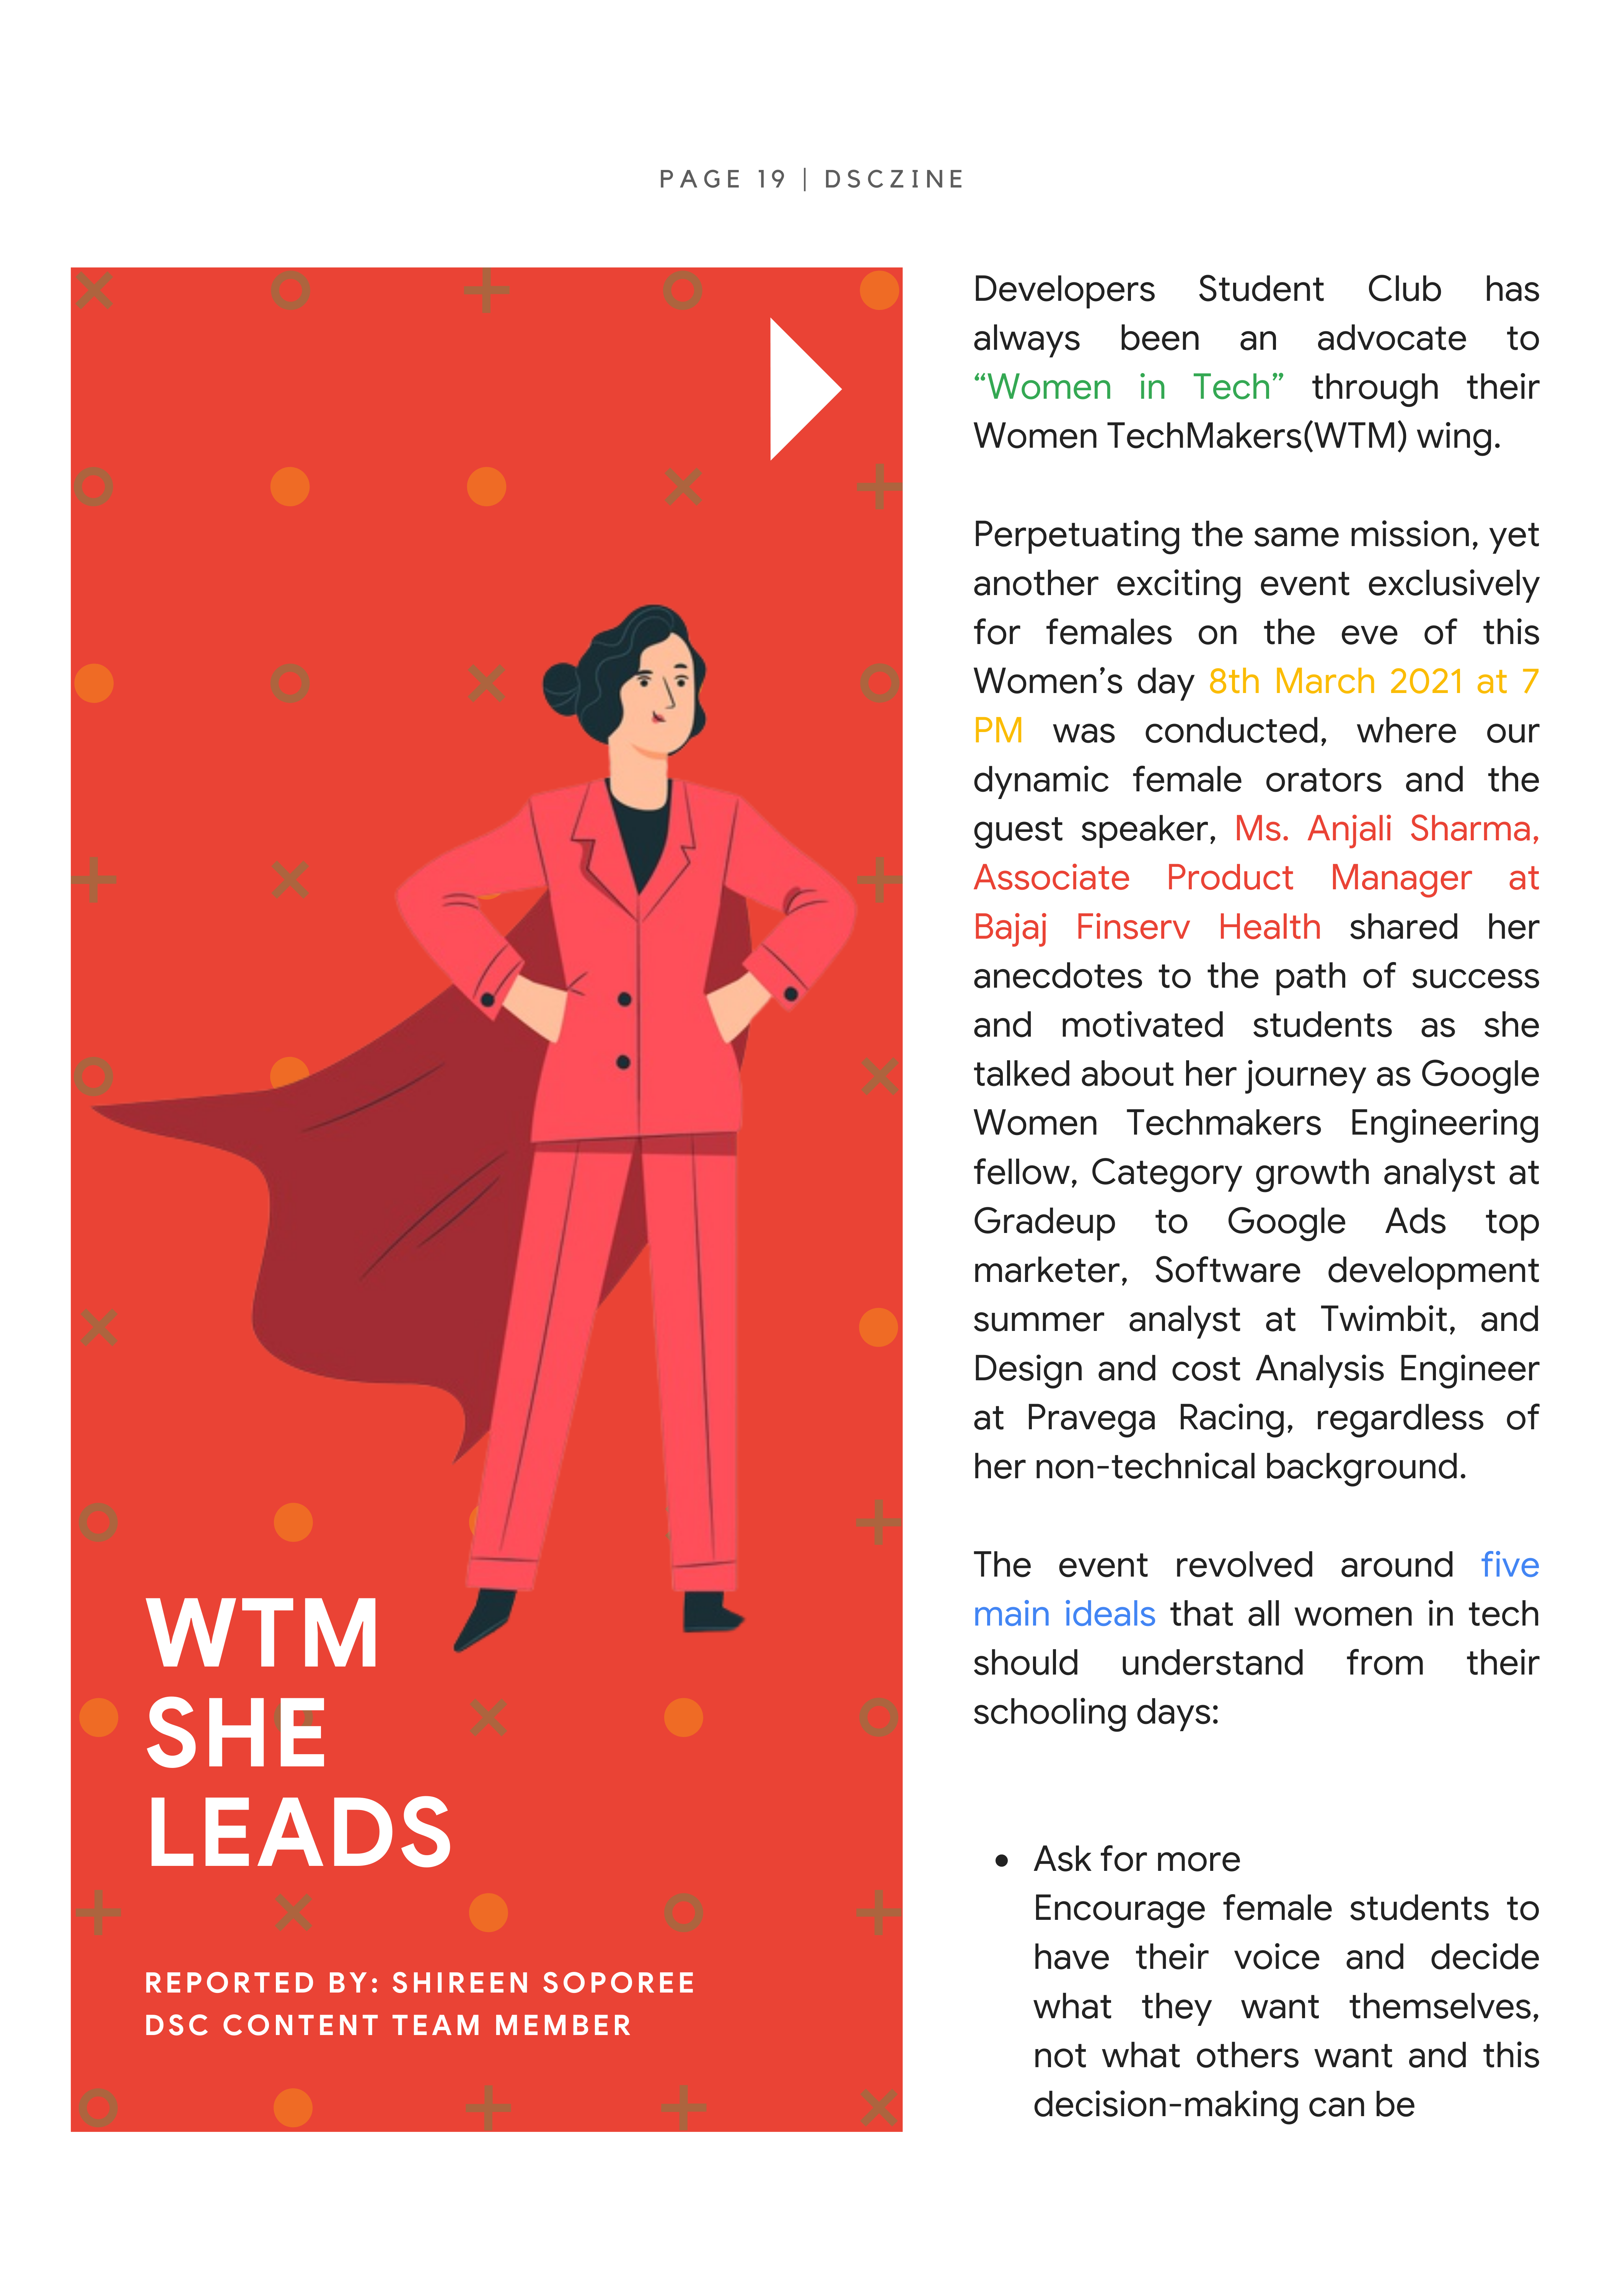 PAGE 19 | DSCZINE
WTM
SHE
LEADS
REPORTED BY: SHIREEN SOPOREE
DSC CONTENT TEAM MEMBER
Developers Student Club has
always been an advocate to
“Women in Tech” through their
Women TechMakers(WTM) wing.
Perpetuating the same mission, yet
another exciting event exclusively
for females on the eve of this
Women’s day 8th March 2021 at 7
PM was conducted, where our
dynamic female orators and the
guest speaker, Ms. Anjali Sharma,
Associate Product Manager at
Bajaj Finserv Health shared her
anecdotes to the path of success
and motivated students as she
talked about her journey as Google
Women Techmakers Engineering
fellow, Category growth analyst at
Gradeup to Google Ads top
marketer, Software development
summer analyst at Twimbit, and
Design and cost Analysis Engineer
at Pravega Racing, regardless of
her non-technical background.
The event revolved around five
main ideals that all women in tech
should understand from their
schooling days:
• Ask for more
Encourage female students to
have their voice and decide
what they want themselves,
not what others want and this
decision-making can be